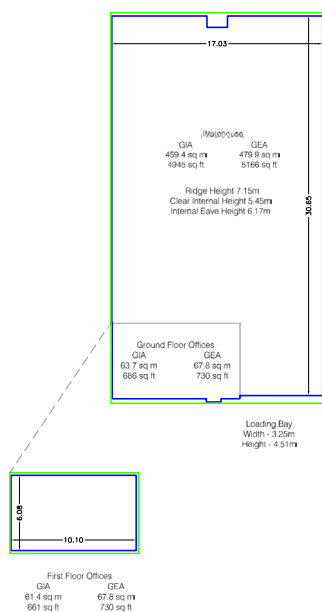 17.03
Warehouse
GIA GEA
459.4 sq m 479.9 sq m
4945 sq ft 5166 sq ft
Ridge Height 7.15m
Clear Internal Height 5.45m
Internal Eave Height 6.17m
30.65
Ground Floor Offices
GIA GEA
63.7 sq m 67.8 sq m
686 sq ft 730 sq ft
Loading Bay
Width - 3.25m
Height - 4.51m
6.08
10.10
First Floor Offices
GIA GEA
61.4 sq m 67.8 sq m
661 sq ft 730 sq ft